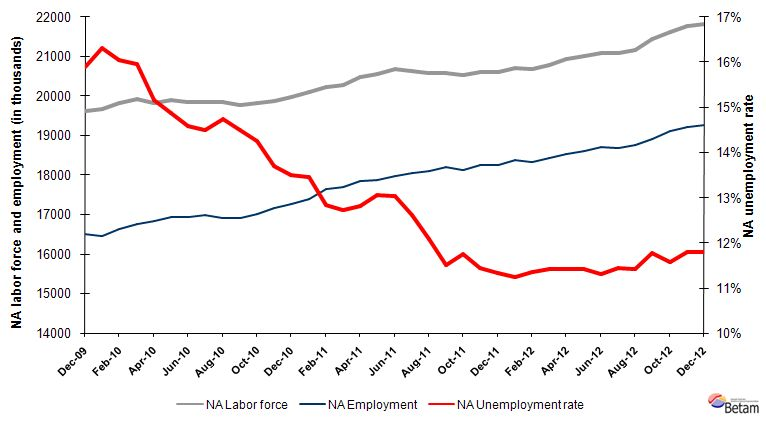 22000
21000
20000
19000
18000
17000
16000
15000
14000
NA labor force and employment (in thousands)
17%
16%
15%
14%
13%
12%
11%
10%
NA unemployment rate
Dec-09
Feb-10
Apr-10
Jun-10
Aug-10
Oct-10
Dec-10
Feb-11
Apr-11
Jun-11
Aug-11
Oct-11
Dec-11
Feb-12
Apr-12
Jun-12
Aug-12
Oct-12
Dec-12
NA Labor force
NA Employment
NA Unemployment rate
Betam